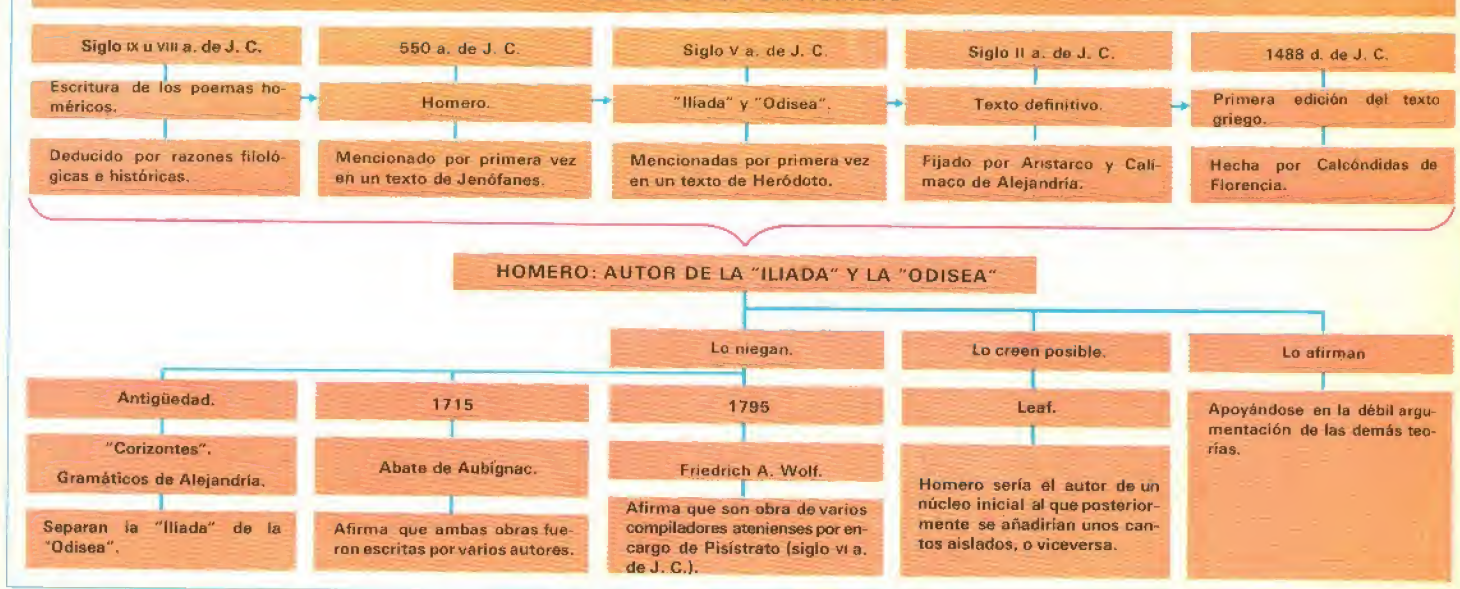 Siglo IX u VIII a. de J. C.
Escritura de los poemas ho-
méricos.
Deducido por razones filoló-
gicas e históricas.
550 a. de J. C.
Homero.
Mencionado por primera vez
en un texto de Jenófanes.
Siglo V a. de J. C.
"Ilíada" y "Odisea".
Mencionadas por primera vez
en un texto de Heródoto.
Siglo II a. de J. C.
Texto definitivo.
Fijado por Aristarco y Calí-
maco de Alejandría.
1488 d. de J. C.
Primera edición del texto
griego.
Hecha por Calcóndidas de
Florencia.
HOMERO: AUTOR DE LA "ILIADA" Y LA "ODISEA"
Lo niegan.
Antigüedad.
"Corizontes".
Gramáticos de Alejandría.
Separan la "Iliada" de la
"Odisea".
1715
Abate de Aubignac.
Afirma que ambas obras fue-
ron escritas por varios autores.
1795
Friedrich A. Wolf.
Afirma que son obra de varios
compiladores atenienses por en-
cargo de Pisístrato (siglo VI a.
de J. C.).
Lo creen posible.
Leaf.
Homero sería el autor de un
núcleo inicial al que posterior-
mente se añadirían unos can-
tos aislados, o viceversa.
Lo afirman
Apoyándose en la débil argu-
mentación de las demás teo-
rías.